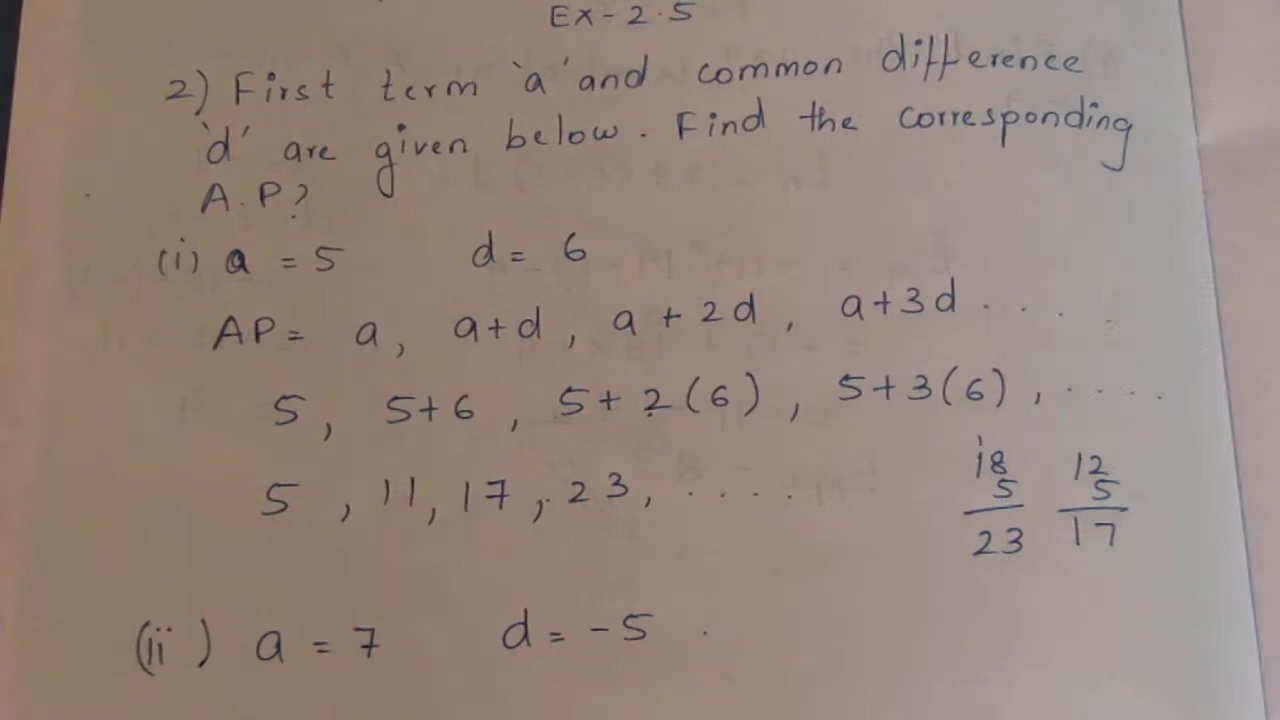 Ex-2.5
2) First term 'a' and common difference
'd' are given below. Find the corresponding
A.P?
(i) a = 5 d = 6
AP = a, a+d, a+2d, a+3d....
5, 5+6, 5+2(6), 5+3(6), ....
5, 11, 17, 23, ....
18 12
5 5
23 17
(ii) a = 7 d = -5